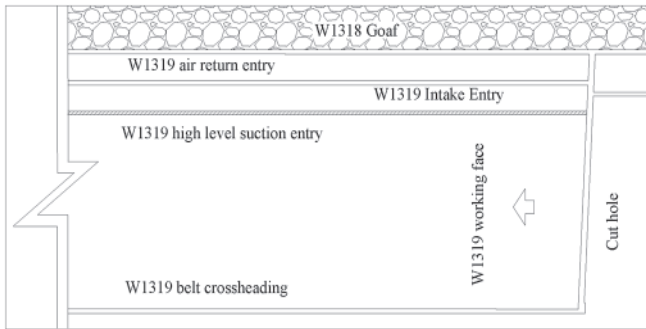 W1318 Goaf
W1319 air return entry
W1319 Intake Entry
W1319 high level suction entry
W1319 working face
Cut hole
W1319 belt crossheading